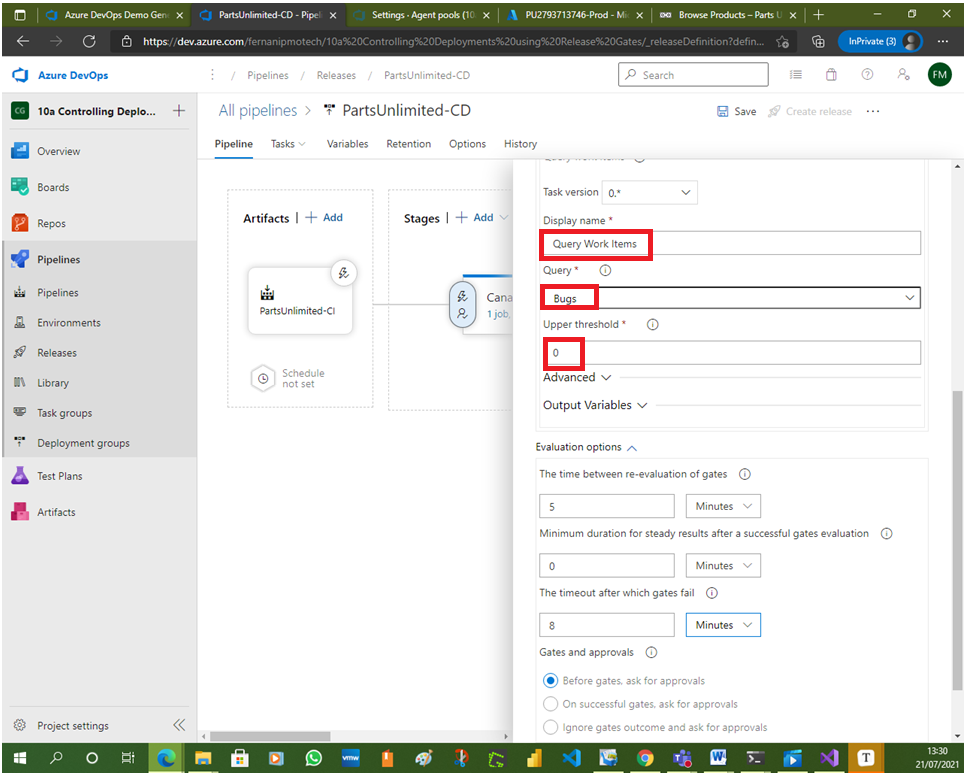 Azure DevOps Demo Gene
PartsUnlimited-CD - Pipeli
Settings · Agent pools (10.
PU2793713746-Prod - Mic
Browse Products – Parts U
https://dev.azure.com/fernanipmotech/10a%20Controlling%20Deployments%20using%20Release%20Gates/_releaseDefinition?defin...
InPrivate (3)
Azure DevOps
/ Pipelines / Releases / PartsUnlimited-CD
Search
FM
CG
10a Controlling Deplo...
All pipelines > PartsUnlimited-CD
Save
Create release
Pipeline
Tasks
Variables
Retention
Options
History
Overview
Boards
Repos
Pipelines
Pipelines
Environments
Releases
Library
Task groups
Deployment groups
Test Plans
Artifacts
Project settings
Artifacts | + Add
Stages | + Add
PartsUnlimited-CI
Schedule
not set
Cana
1 job,
Query Work Items
Task version 0.*
Display name *
Query Work Items
Query *
Bugs
Upper threshold *
0
Advanced
Output Variables
Evaluation options
The time between re-evaluation of gates
5
Minutes
Minimum duration for steady results after a successful gates evaluation
0
Minutes
The timeout after which gates fail
8
Minutes
Gates and approvals
Before gates, ask for approvals
On successful gates, ask for approvals
Ignore gates outcome and ask for approvals
vmw
W
T
13:30
21/07/2021